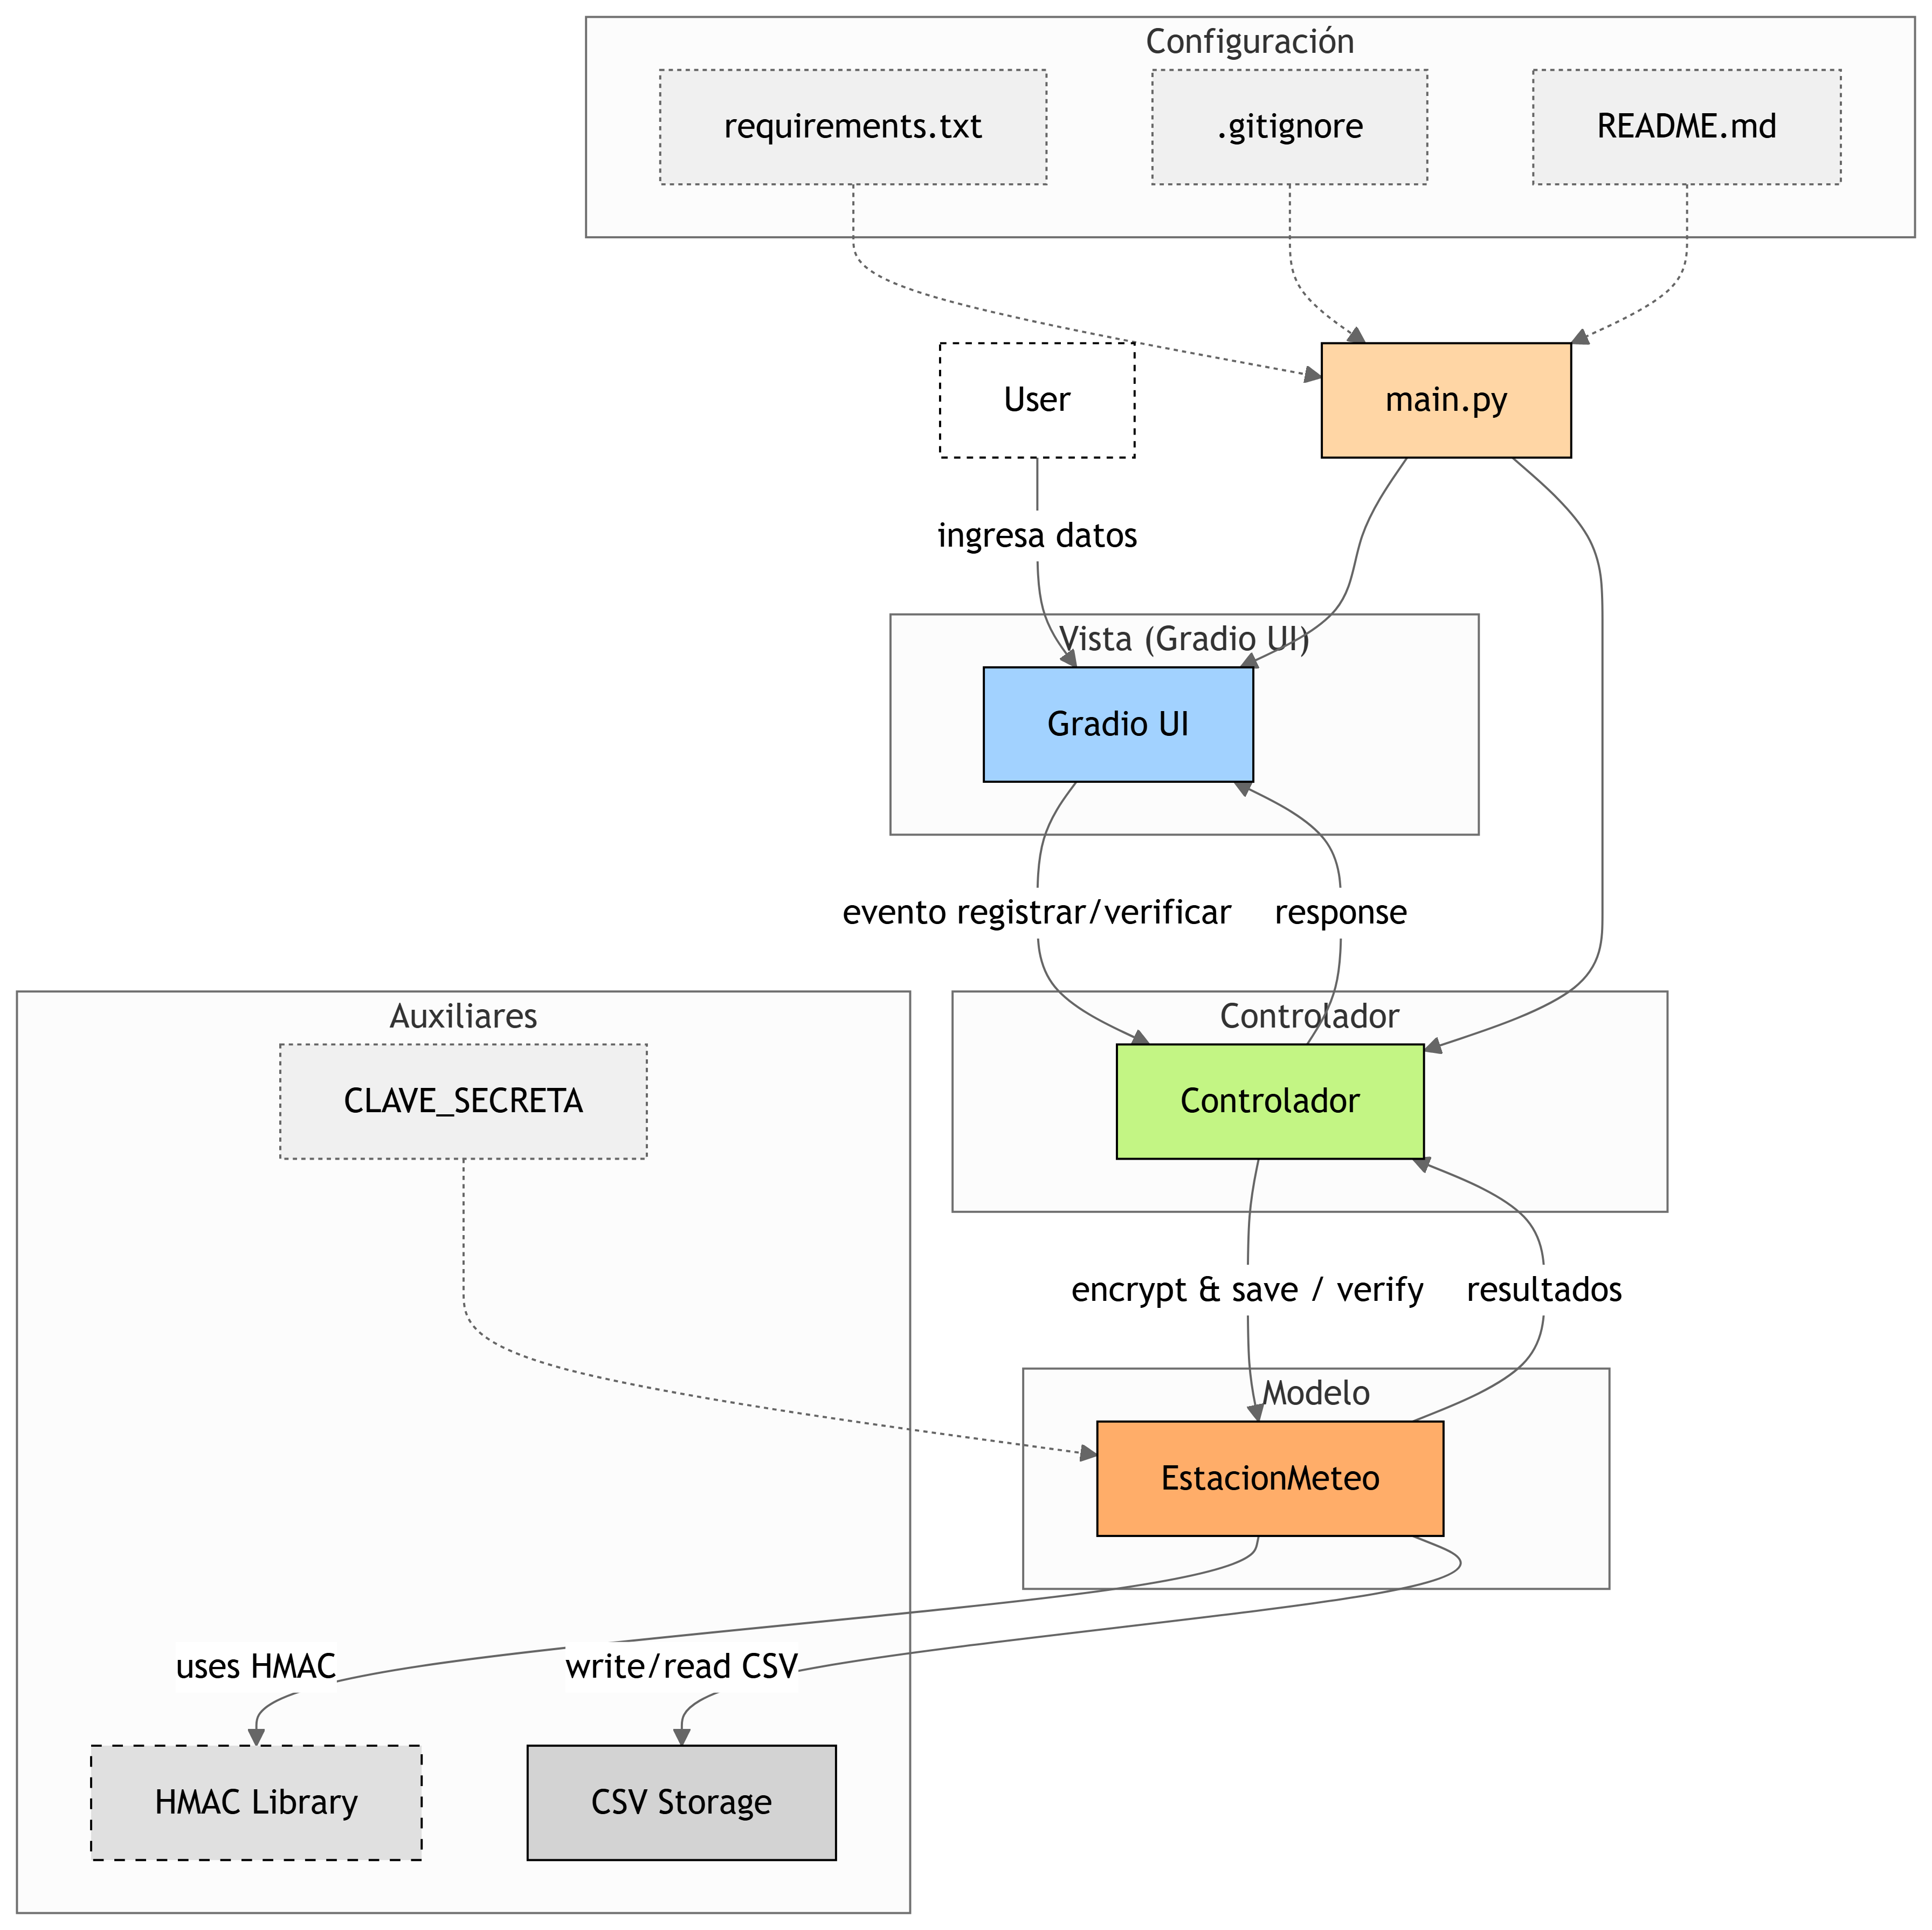 Configuración
requirements.txt
.gitignore
README.md
User
main.py
ingresa datos
Vista (Gradio UI)
Gradio UI
evento registrar/verificar
response
Auxiliares
Controlador
CLAVE_SECRETA
Controlador
encrypt & save / verify
resultados
Modelo
EstacionMeteo
uses HMAC
write/read CSV
HMAC Library
CSV Storage